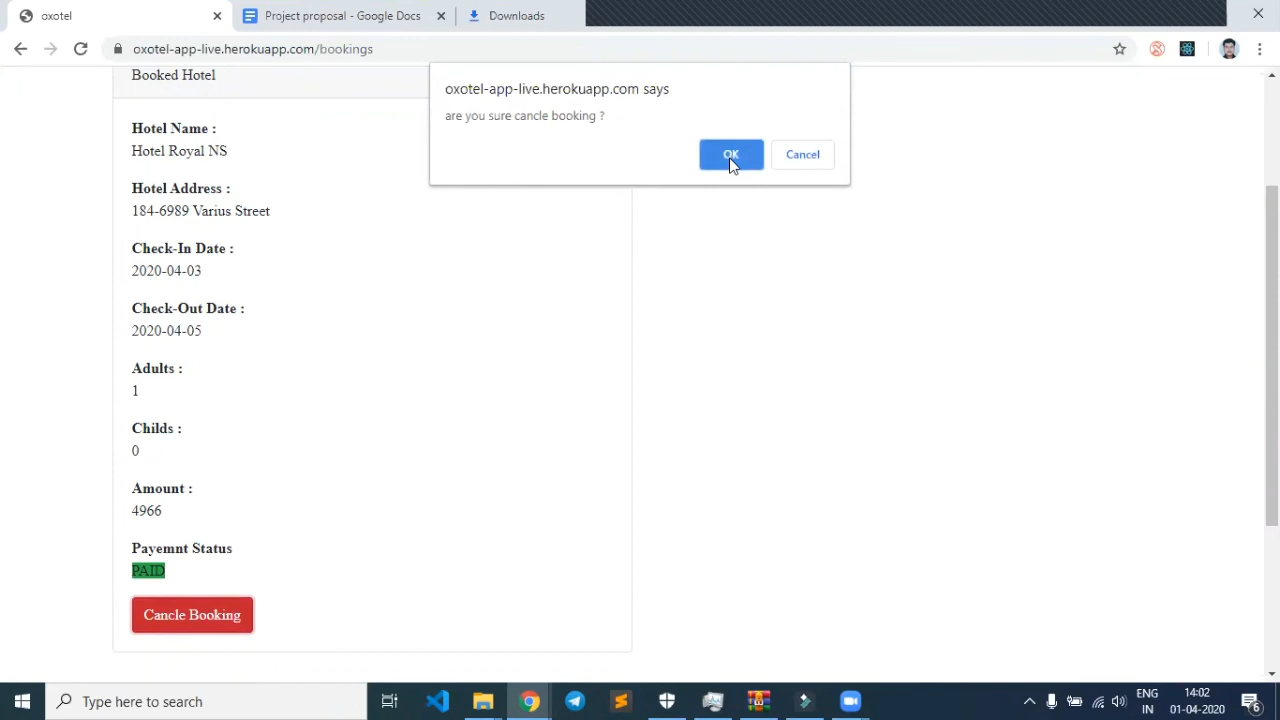 oxotel
Project proposal - Google Docs
Downloads
oxotel-app-live.herokuapp.com/bookings
Booked Hotel
oxotel-app-live.herokuapp.com says
are you sure cancle booking ?
OK
Cancel
Hotel Name :
Hotel Royal NS
Hotel Address :
184-6989 Varius Street
Check-In Date :
2020-04-03
Check-Out Date :
2020-04-05
Adults :
1
Childs :
0
Amount :
4966
Payemnt Status
PAID
Cancle Booking
Type here to search
ENG
IN
14:02
01-04-2020
6